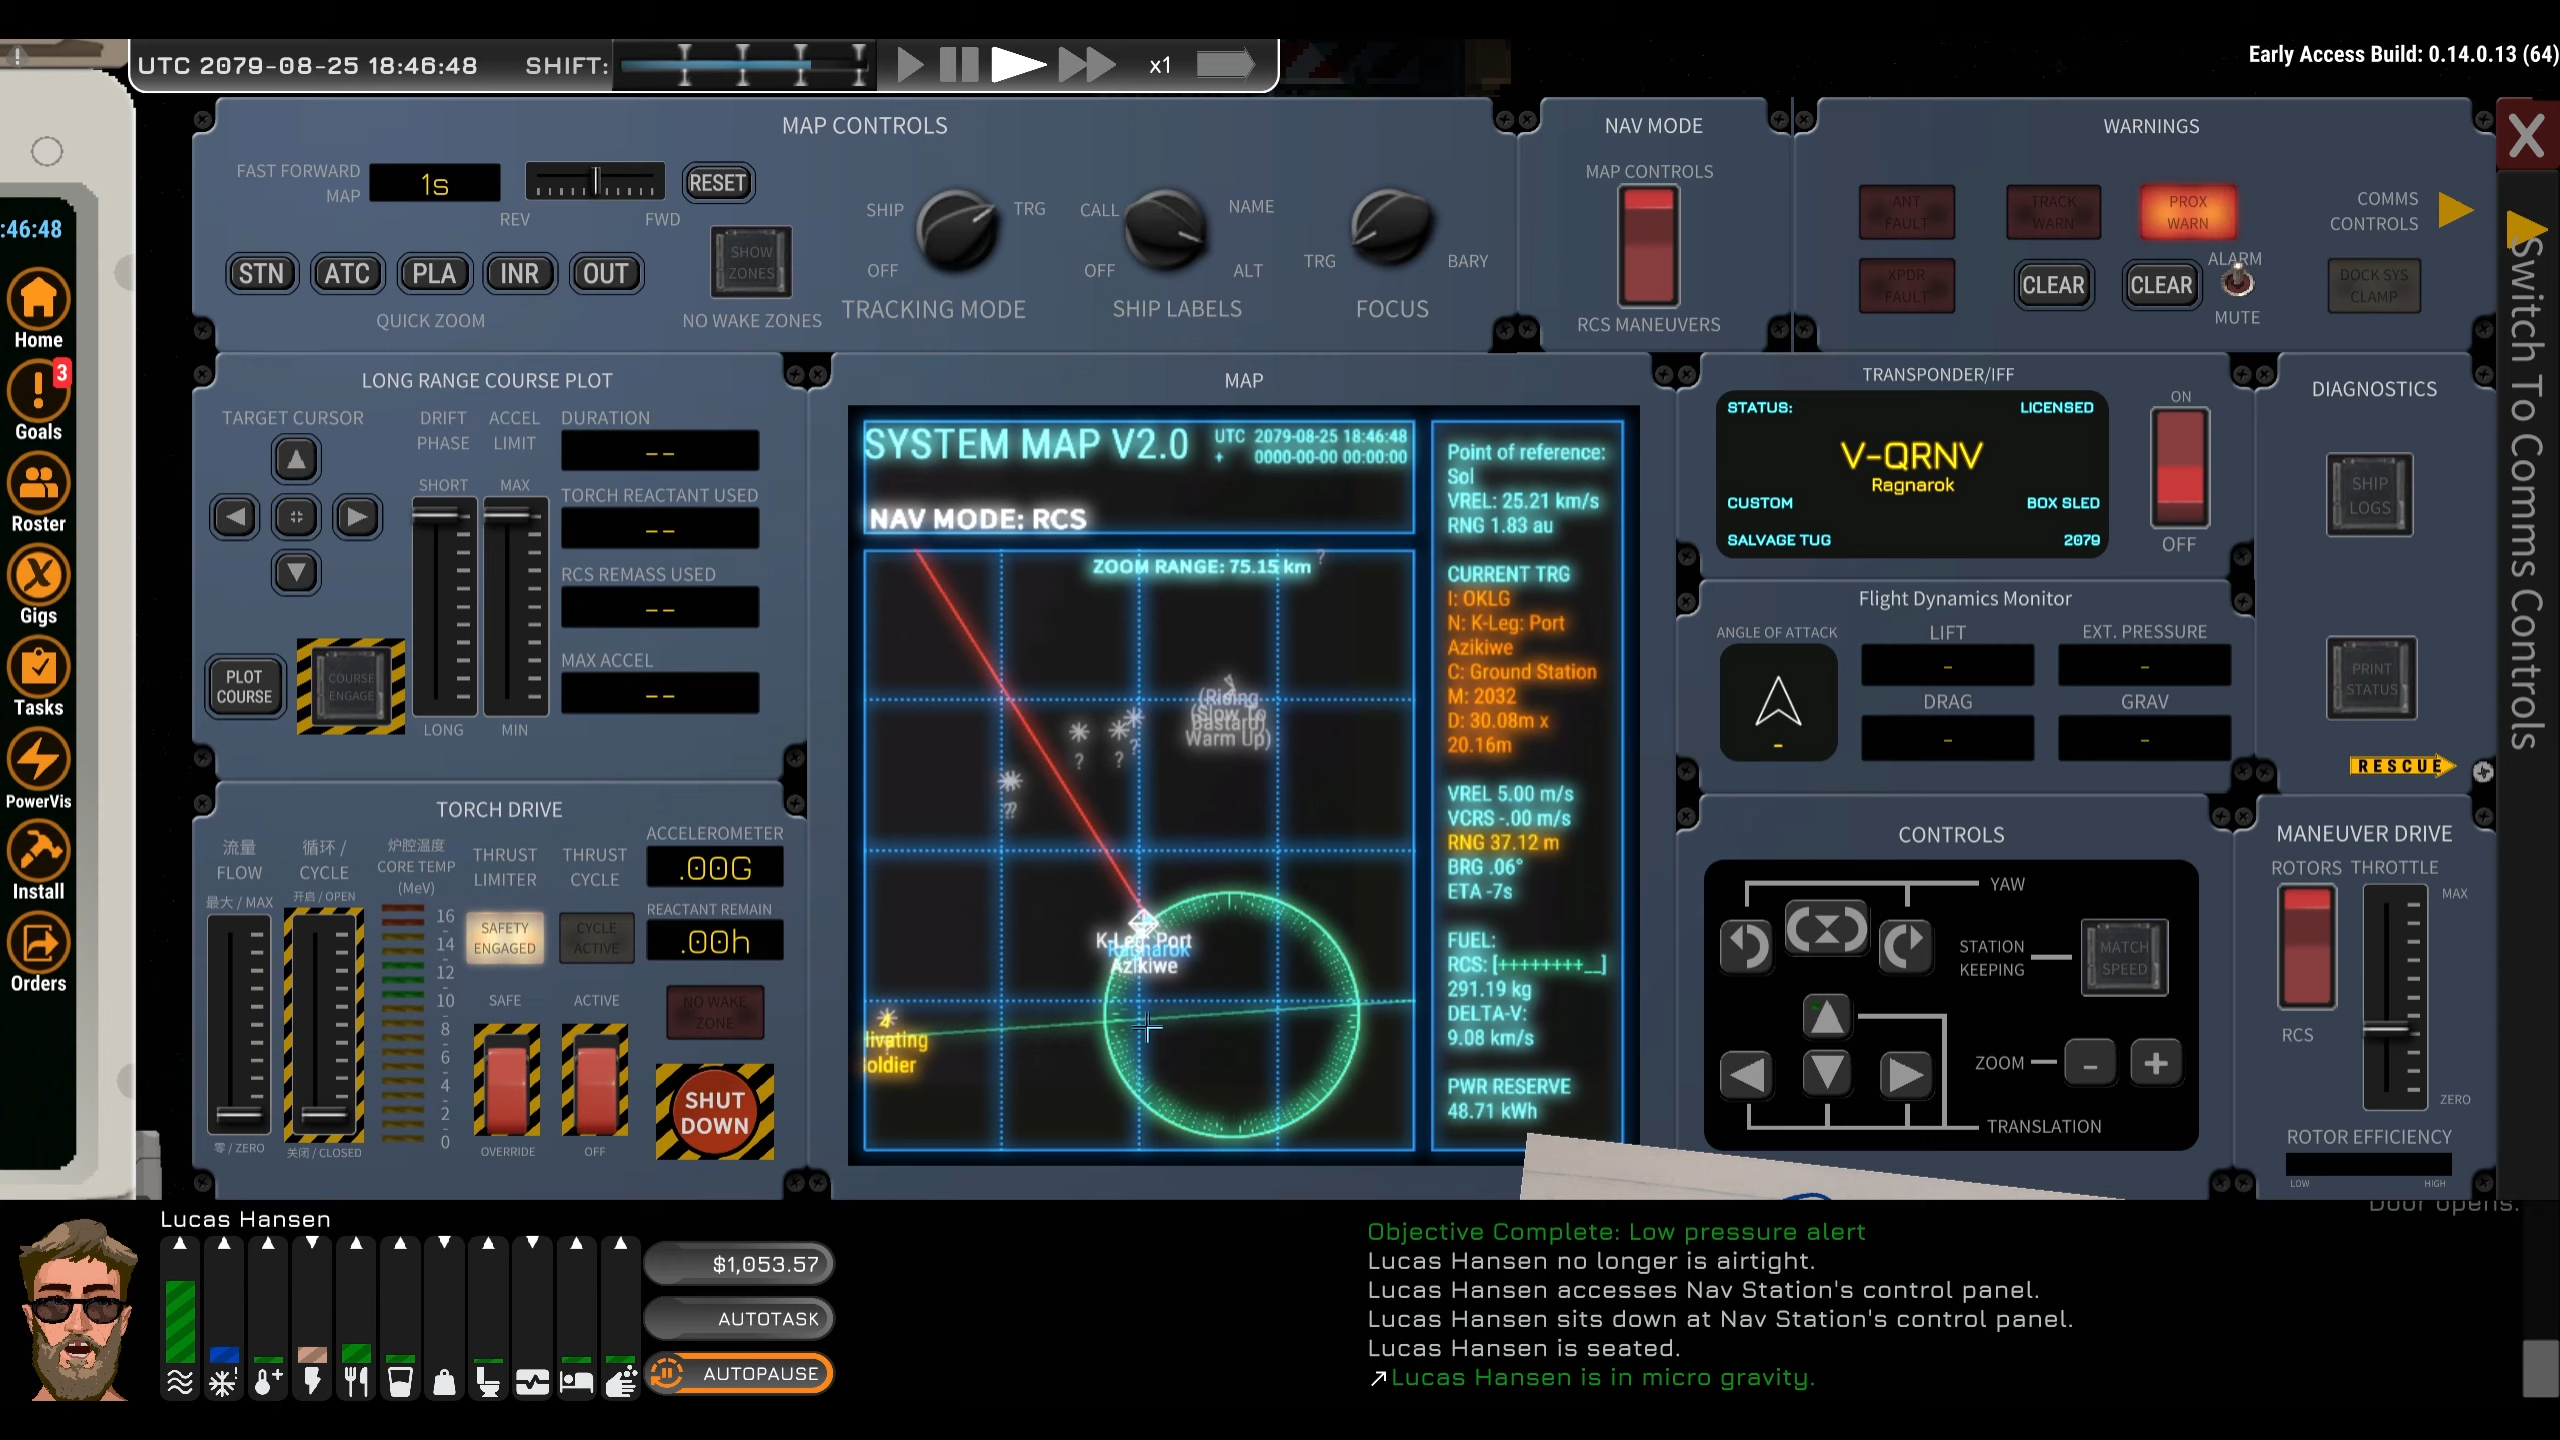 UTC 2079-08-25 18:46:48
SHIFT:
x1
Early Access Build: 0.14.0.13 (64)
:46:48
Home
3
Goals
Roster
Gigs
Tasks
PowerVis
Install
Orders
MAP CONTROLS
FAST FORWARD
MAP
1s
REV
FWD
RESET
STN
ATC
PLA
INR
OUT
QUICK ZOOM
SHOW
ZONES
NO WAKE ZONES
SHIP
TRG
OFF
TRACKING MODE
CALL
NAME
OFF
ALT
SHIP LABELS
TRG
BARY
FOCUS
NAV MODE
MAP CONTROLS
RCS MANEUVERS
WARNINGS
ANT
FAULT
TRACK
WARN
PROX
WARN
COMMS
CONTROLS
XPDR
FAULT
CLEAR
CLEAR
ALARM
MUTE
DOCK SYS
CLAMP
X
Switch To Comms Controls
LONG RANGE COURSE PLOT
TARGET CURSOR
DRIFT
PHASE
ACCEL
LIMIT
DURATION
--
SHORT
MAX
TORCH REACTANT USED
--
RCS REMASS USED
--
MAX ACCEL
--
PLOT
COURSE
COURSE
ENGAGE
LONG
MIN
MAP
SYSTEM MAP V2.0
UTC 2079-08-25 18:46:48
+ 0000-00-00 00:00:00
NAV MODE: RCS
ZOOM RANGE: 75.15 km
?
(Rising
(Slow To
Bastard)
Warm Up)
?
?
?
??
K-Leg: Port
Ragnarok
Azikiwe
livating
oldier
Point of reference:
Sol
VREL: 25.21 km/s
RNG 1.83 au
CURRENT TRG
I: OKLG
N: K-Leg: Port
Azikiwe
C: Ground Station
M: 2032
D: 30.08m x
20.16m
VREL 5.00 m/s
VCRS -.00 m/s
RNG 37.12 m
BRG .06°
ETA -7s
FUEL:
RCS: [++++++++__]
291.19 kg
DELTA-V:
9.08 km/s
PWR RESERVE
48.71 kWh
TRANSPONDER/IFF
STATUS:
LICENSED
V-QRNV
Ragnarok
CUSTOM
BOX SLED
SALVAGE TUG
2079
ON
OFF
DIAGNOSTICS
SHIP
LOGS
PRINT
STATUS
RESCUE
Flight Dynamics Monitor
ANGLE OF ATTACK
-
LIFT
-
EXT. PRESSURE
-
DRAG
-
GRAV
-
TORCH DRIVE
流量
FLOW
最大 / MAX
零 / ZERO
循环 /
CYCLE
开启 / OPEN
关闭 / CLOSED
炉腔温度
CORE TEMP
(MeV)
16
14
12
10
8
6
4
2
0
THRUST
LIMITER
SAFETY
ENGAGED
SAFE
OVERRIDE
THRUST
CYCLE
CYCLE
ACTIVE
ACTIVE
OFF
ACCELEROMETER
.00G
REACTANT REMAIN
.00h
NO WAKE
ZONE
SHUT
DOWN
CONTROLS
YAW
STATION
KEEPING
MATCH
SPEED
ZOOM
-
+
TRANSLATION
MANEUVER DRIVE
ROTORS
THROTTLE
MAX
RCS
ZERO
ROTOR EFFICIENCY
LOW
HIGH
Lucas Hansen
$1,053.57
AUTOTASK
AUTOPAUSE
Door opens.
Objective Complete: Low pressure alert
Lucas Hansen no longer is airtight.
Lucas Hansen accesses Nav Station's control panel.
Lucas Hansen sits down at Nav Station's control panel.
Lucas Hansen is seated.
Lucas Hansen is in micro gravity.